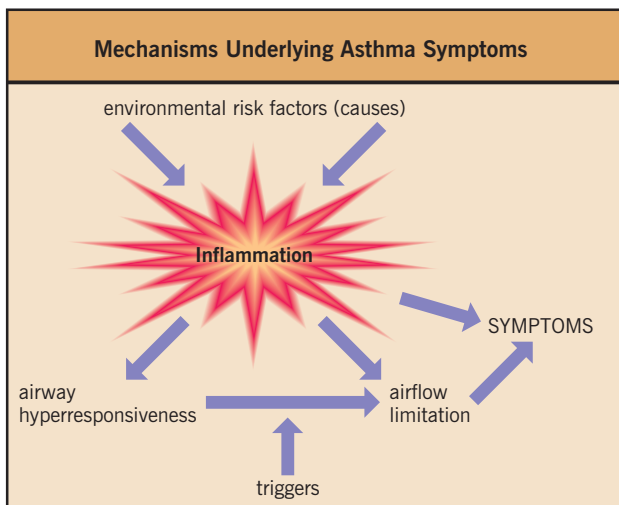 Mechanisms Underlying Asthma Symptoms
environmental risk factors (causes)
Inflammation
SYMPTOMS
airway
hyperresponsiveness
airflow
limitation
triggers